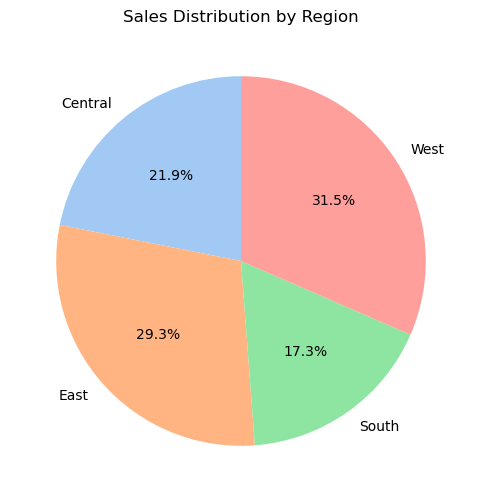 Sales Distribution by Region
Central
21.9%
West
31.5%
29.3%
East
17.3%
South